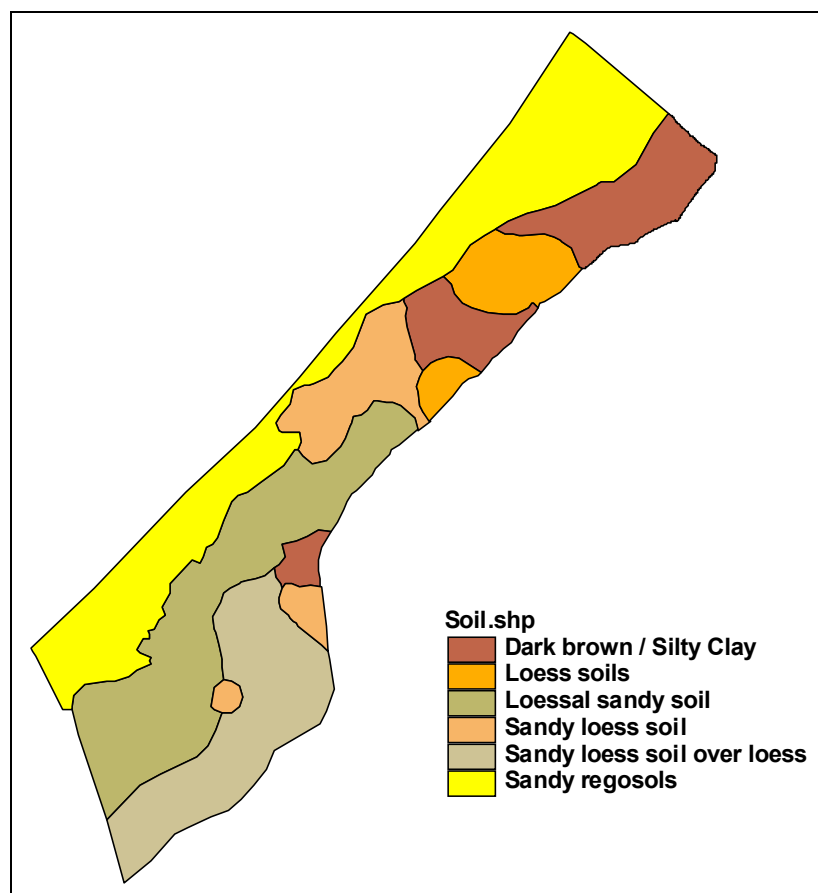 Soil.shp
Dark brown / Silty Clay
Loess soils
Loessal sandy soil
Sandy loess soil
Sandy loess soil over loess
Sandy regosols